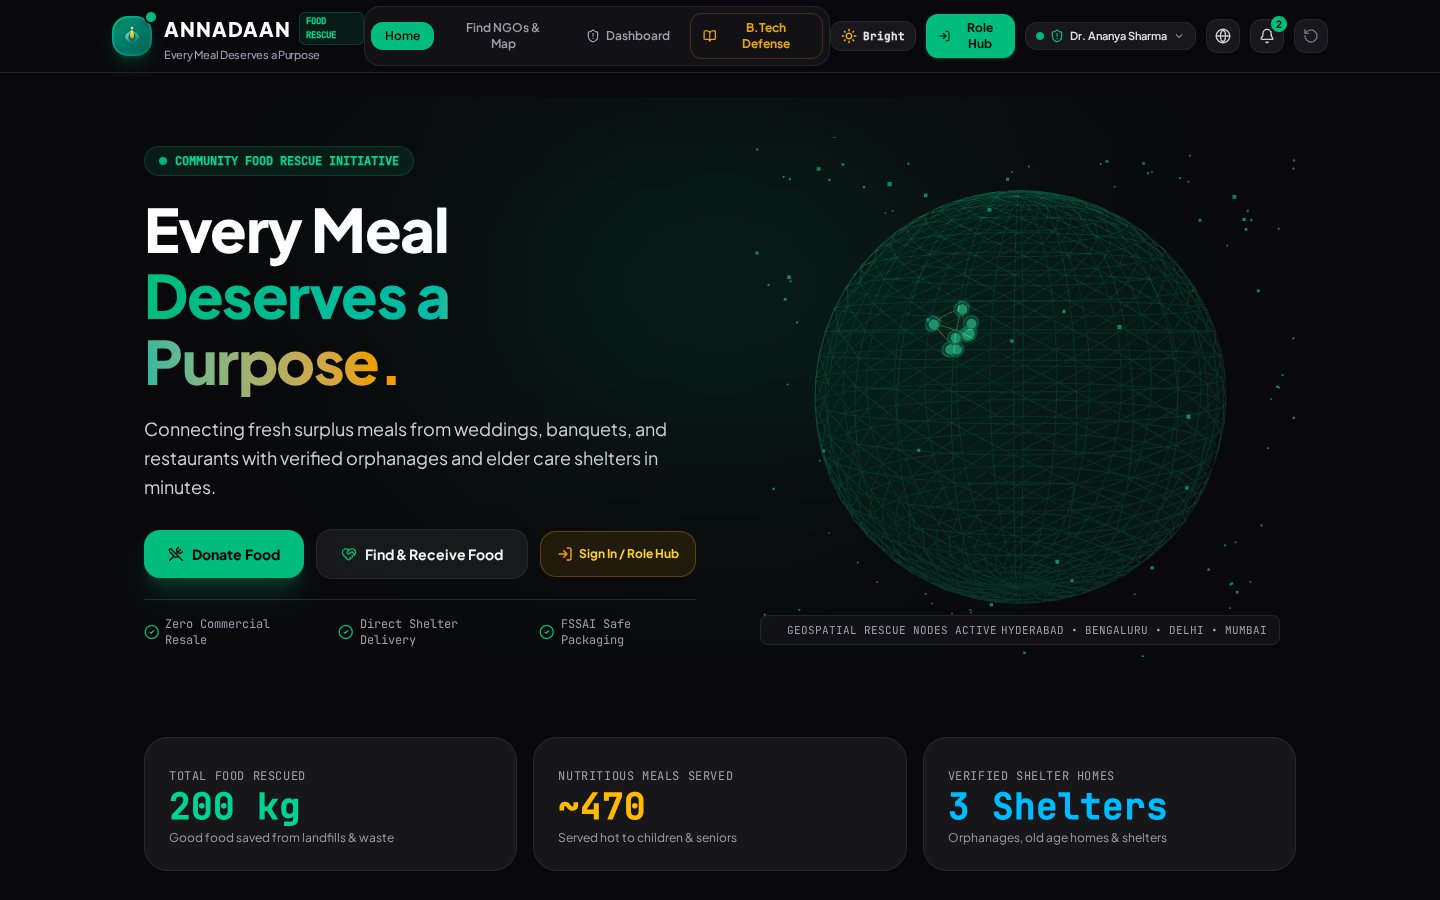 ANNADAAN
FOOD
RESCUE
Every Meal Deserves a Purpose
Home
Find NGOs &
Map
Dashboard
B.Tech
Defense
Bright
Role
Hub
Dr. Ananya Sharma
2
COMMUNITY FOOD RESCUE INITIATIVE
Every Meal
Deserves a
Purpose.
Connecting fresh surplus meals from weddings, banquets, and
restaurants with verified orphanages and elder care shelters in
minutes.
Donate Food
Find & Receive Food
Sign In / Role Hub
Zero Commercial
Resale
Direct Shelter
Delivery
FSSAI Safe
Packaging
GEOSPATIAL RESCUE NODES ACTIVE HYDERABAD • BENGALURU • DELHI • MUMBAI
TOTAL FOOD RESCUED
200 kg
Good food saved from landfills & waste
NUTRITIOUS MEALS SERVED
~470
Served hot to children & seniors
VERIFIED SHELTER HOMES
3 Shelters
Orphanages, old age homes & shelters